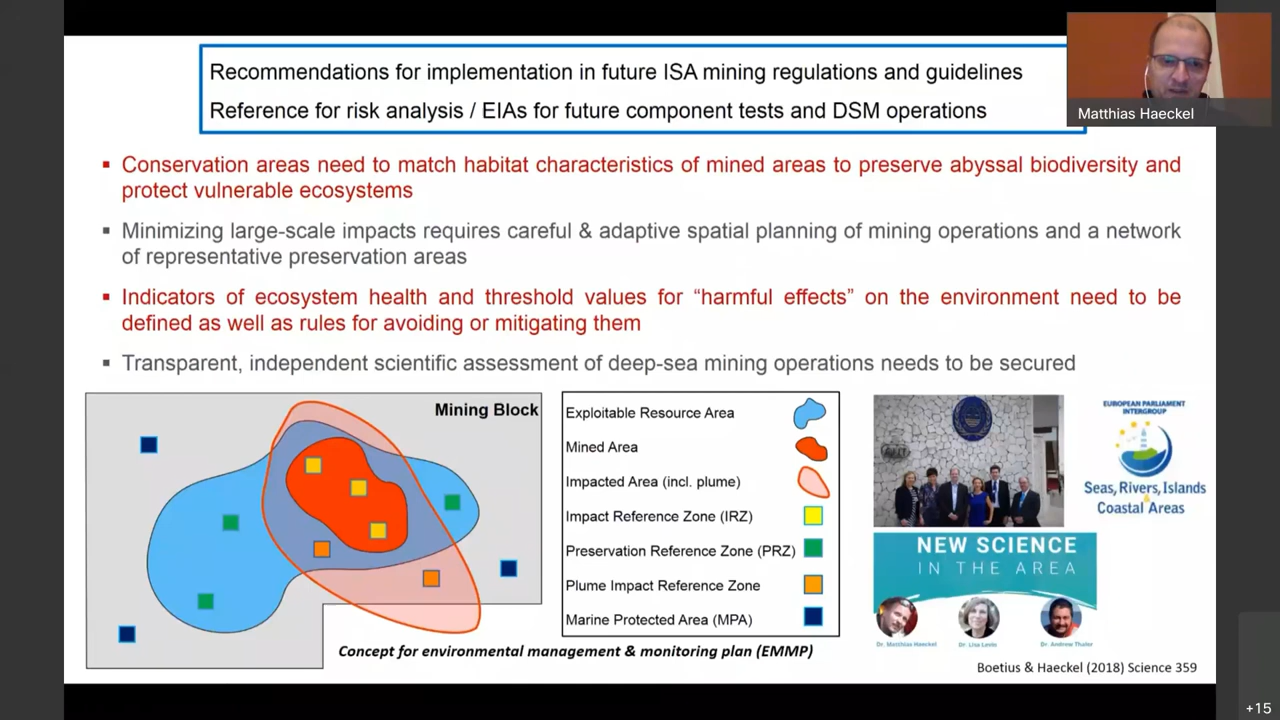 Recommendations for implementation in future ISA mining regulations and guidelines
Reference for risk analysis / EIAs for future component tests and DSM operations
Matthias Haeckel
▪ Conservation areas need to match habitat characteristics of mined areas to preserve abyssal biodiversity and
protect vulnerable ecosystems
▪ Minimizing large-scale impacts requires careful & adaptive spatial planning of mining operations and a network
of representative preservation areas
▪ Indicators of ecosystem health and threshold values for “harmful effects” on the environment need to be
defined as well as rules for avoiding or mitigating them
▪ Transparent, independent scientific assessment of deep-sea mining operations needs to be secured
Mining Block
Exploitable Resource Area
Mined Area
Impacted Area (incl. plume)
Impact Reference Zone (IRZ)
Preservation Reference Zone (PRZ)
Plume Impact Reference Zone
Marine Protected Area (MPA)
Concept for environmental management & monitoring plan (EMMP)
EUROPEAN PARLIAMENT
INTERGROUP
Seas, Rivers, Islands
Coastal Areas
NEW SCIENCE
IN THE AREA
Dr. Matthias Haeckel
Dr. Lisa Levin
Dr. Andrew Thaler
Boetius & Haeckel (2018) Science 359
+15